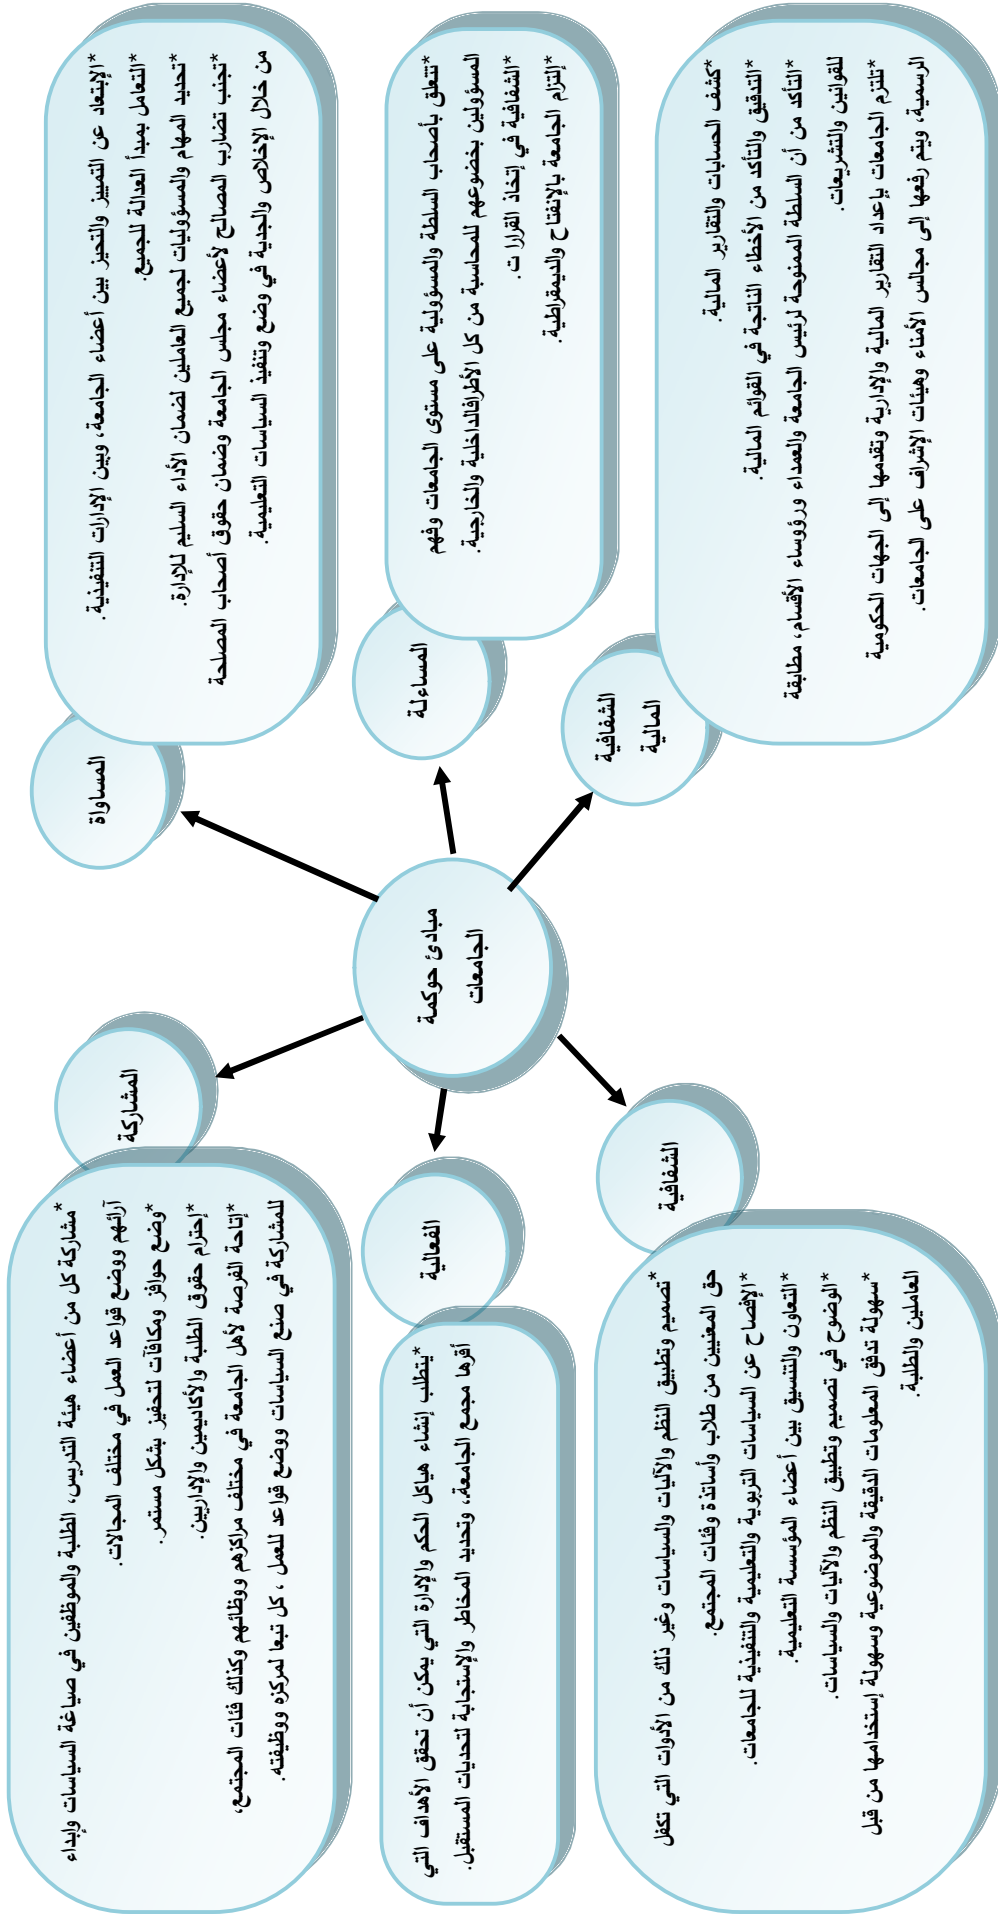 مبادئ حوكمة
الجامعات
المساواة
*الإبتعاد عن التمييز والتحيز بين أعضاء الجامعة، وبين الإدارات التنفيذية.
*التعامل بمبدأ العدالة للجميع.
*تحديد المهام والمسؤوليات لجميع العاملين لضمان الأداء السليم للإدارة.
*تجنب تضارب المصالح لأعضاء مجلس الجامعة وضمان حقوق أصحاب المصلحة
من خلال الإخلاص والجدية في وضع وتنفيذ السياسات التعليمية.
المساءلة
*تتعلق بأصحاب السلطة والمسؤولية على مستوى الجامعات وفهم
المسؤولين بخضوعهم للمحاسبة من كل الأطرافالداخلية والخارجية.
*الشفافية في إتخاذ القرارا ت.
*إلتزام الجامعة بالإنفتاح والديمقراطية.
الشفافية
المالية
*كشف الحسابات والتقارير المالية.
*التدقيق والتأكد من الأخطاء الناتجة في القوائم المالية.
*التأكد من أن السلطة الممنوحة لرئيس الجامعة والعمداء ورؤوساء الأقسام، مطابقة
للقوانين والتشريعات.
*تلتزم الجامعات بإعداد التقارير المالية والإدارية وتقدمها إلى الجهات الحكومية
الرسمية، ويتم رفعها إلى مجالس الأمناء وهيئات الإشراف على الجامعات.
المشاركة
*مشاركة كل من أعضاء هيئة التدريس، الطلبة والموظفين في صياغة السياسات وإبداء
آرائهم ووضع قواعد العمل في مختلف المجالات.
*وضع حوافز ومكافآت لتحفيز بشكل مستمر.
*إحترام حقوق الطلبة والأكاديمين والإداريين.
*إتاحة الفرصة لأهل الجامعة في مختلف مراكزهم ووظائهم وكذلك فئات المجتمع،
للمشاركة في صنع السياسات ووضع قواعد للعمل ، كل تبعا لمركزه ووظيفته.
الفعالية
*يتطلب إنشاء هياكل الحكم والإدارة التي يمكن أن تحقق الأهداف التي
أقرها مجمع الجامعة، وتحديد المخاطر والإستجابة لتحديات المستقبل.
الشفافية
*تصميم وتطبيق النظم والآليات والسياسات وغير ذلك من الأدوات التي تكفل
حق المعنيين من طلاب وأساتذة وفئات المجتمع.
*الإفصاح عن السياسات التربوية والتعليمية والتنفيذية للجامعات.
*التعاون والتنسيق بين أعضاء المؤسسة التعليمية.
*الوضوح في تصميم وتطبيق النظم والآليات والسياسات.
*سهولة تدفق المعلومات الدقيقة والموضوعية وسهولة إستخدامها من قبل
العاملين والطلبة.